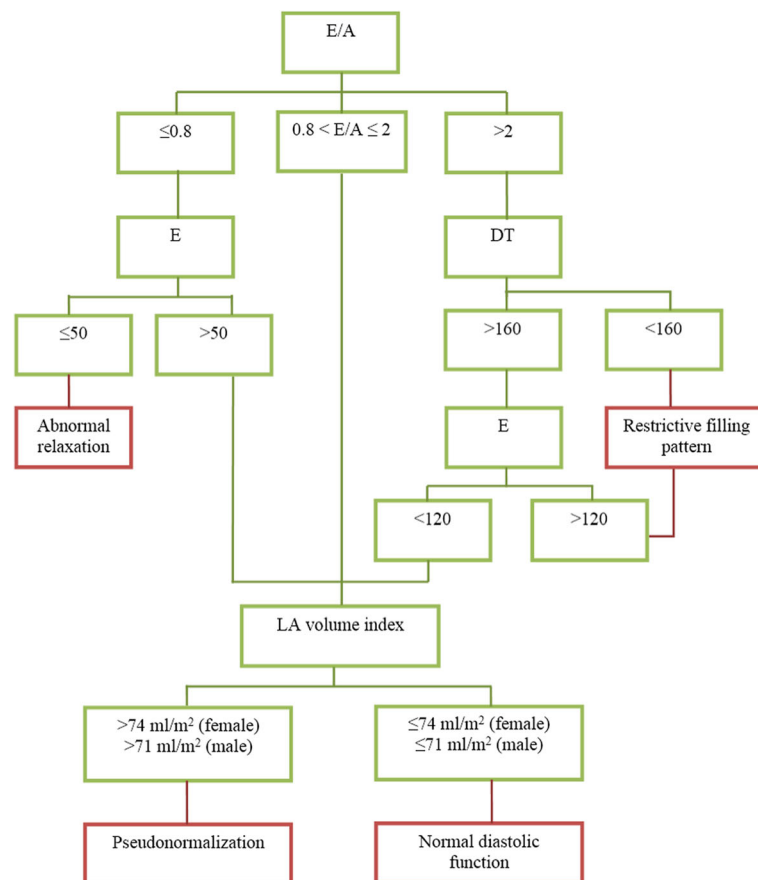 E/A
≤0.8
0.8 < E/A ≤ 2
>2
E
DT
≤50
>50
>160
<160
Abnormal
relaxation
E
Restrictive filling
pattern
<120
>120
LA volume index
>74 ml/m² (female)
>71 ml/m² (male)
≤74 ml/m² (female)
≤71 ml/m² (male)
Pseudonormalization
Normal diastolic
function